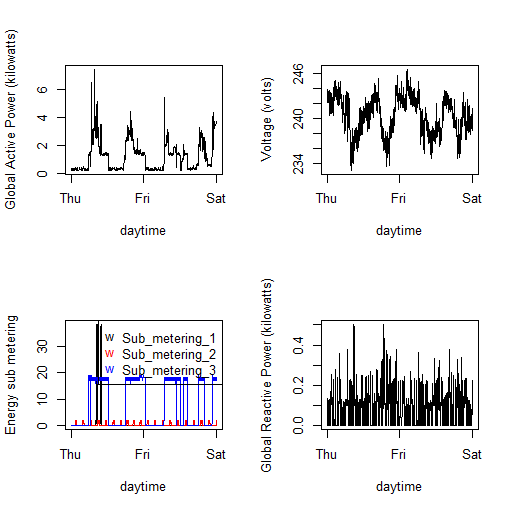 Global Active Power (kilowatts)
0 2 4 6
Thu Fri Sat
daytime
Voltage (volts)
234 240 246
Thu Fri Sat
daytime
Energy sub metering
0 10 20 30
w Sub_metering_1
w Sub_metering_2
w Sub_metering_3
Thu Fri Sat
daytime
Global Reactive Power (kilowatts)
0.0 0.2 0.4
Thu Fri Sat
daytime